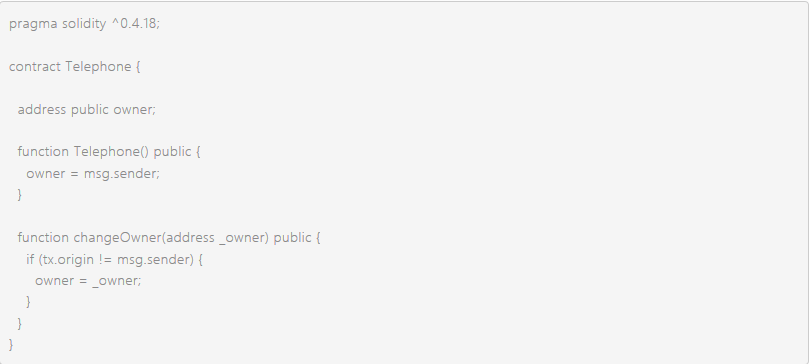 pragma solidity ^0.4.18;
contract Telephone {
address public owner;
function Telephone() public {
owner = msg.sender;
}
function changeOwner(address _owner) public {
if (tx.origin != msg.sender) {
owner = _owner;
}
}
}